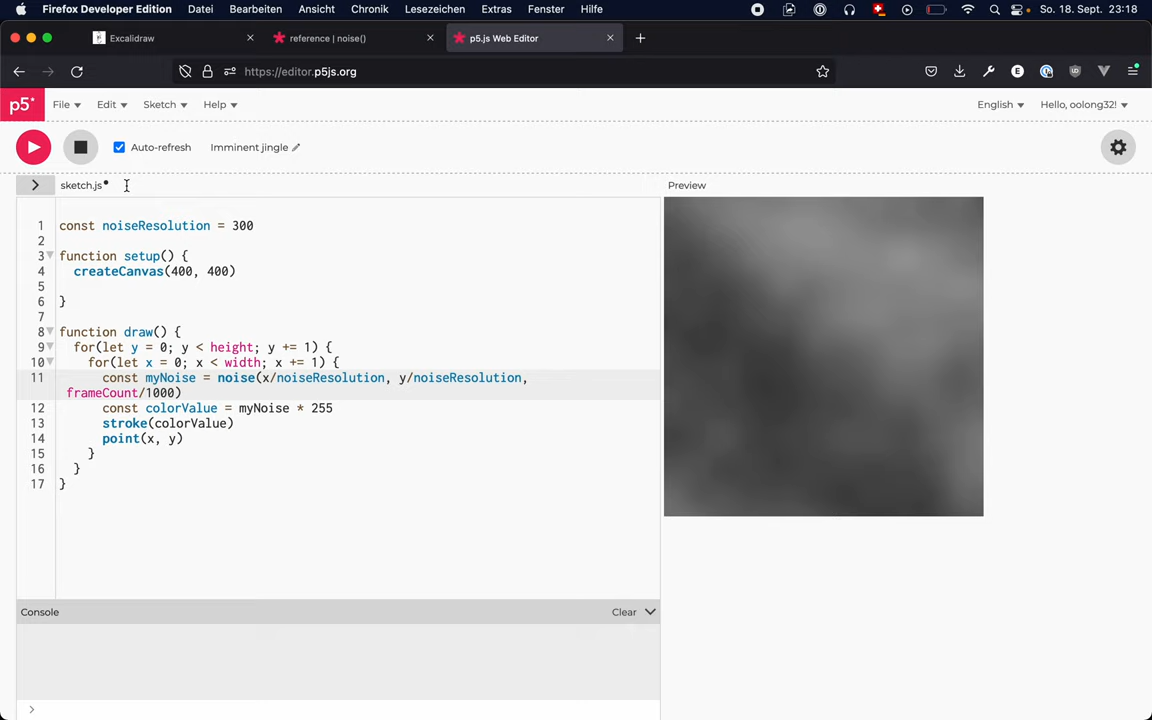 Firefox Developer Edition Datei Bearbeiten Ansicht Chronik Lesezeichen Extras Fenster Hilfe So. 18. Sept. 23:18
Excalidraw reference | noise() p5.js Web Editor
https://editor.p5js.org
p5* File Edit Sketch Help English Hello, oolong32!
Auto-refresh Imminent jingle
sketch.js Preview
1 const noiseResolution = 300
2
3 function setup() {
4 createCanvas(400, 400)
5
6 }
7
8 function draw() {
9 for(let y = 0; y < height; y += 1) {
10 for(let x = 0; x < width; x += 1) {
11 const myNoise = noise(x/noiseResolution, y/noiseResolution,
frameCount/1000)
12 const colorValue = myNoise * 255
13 stroke(colorValue)
14 point(x, y)
15 }
16 }
17 }
Console Clear
>